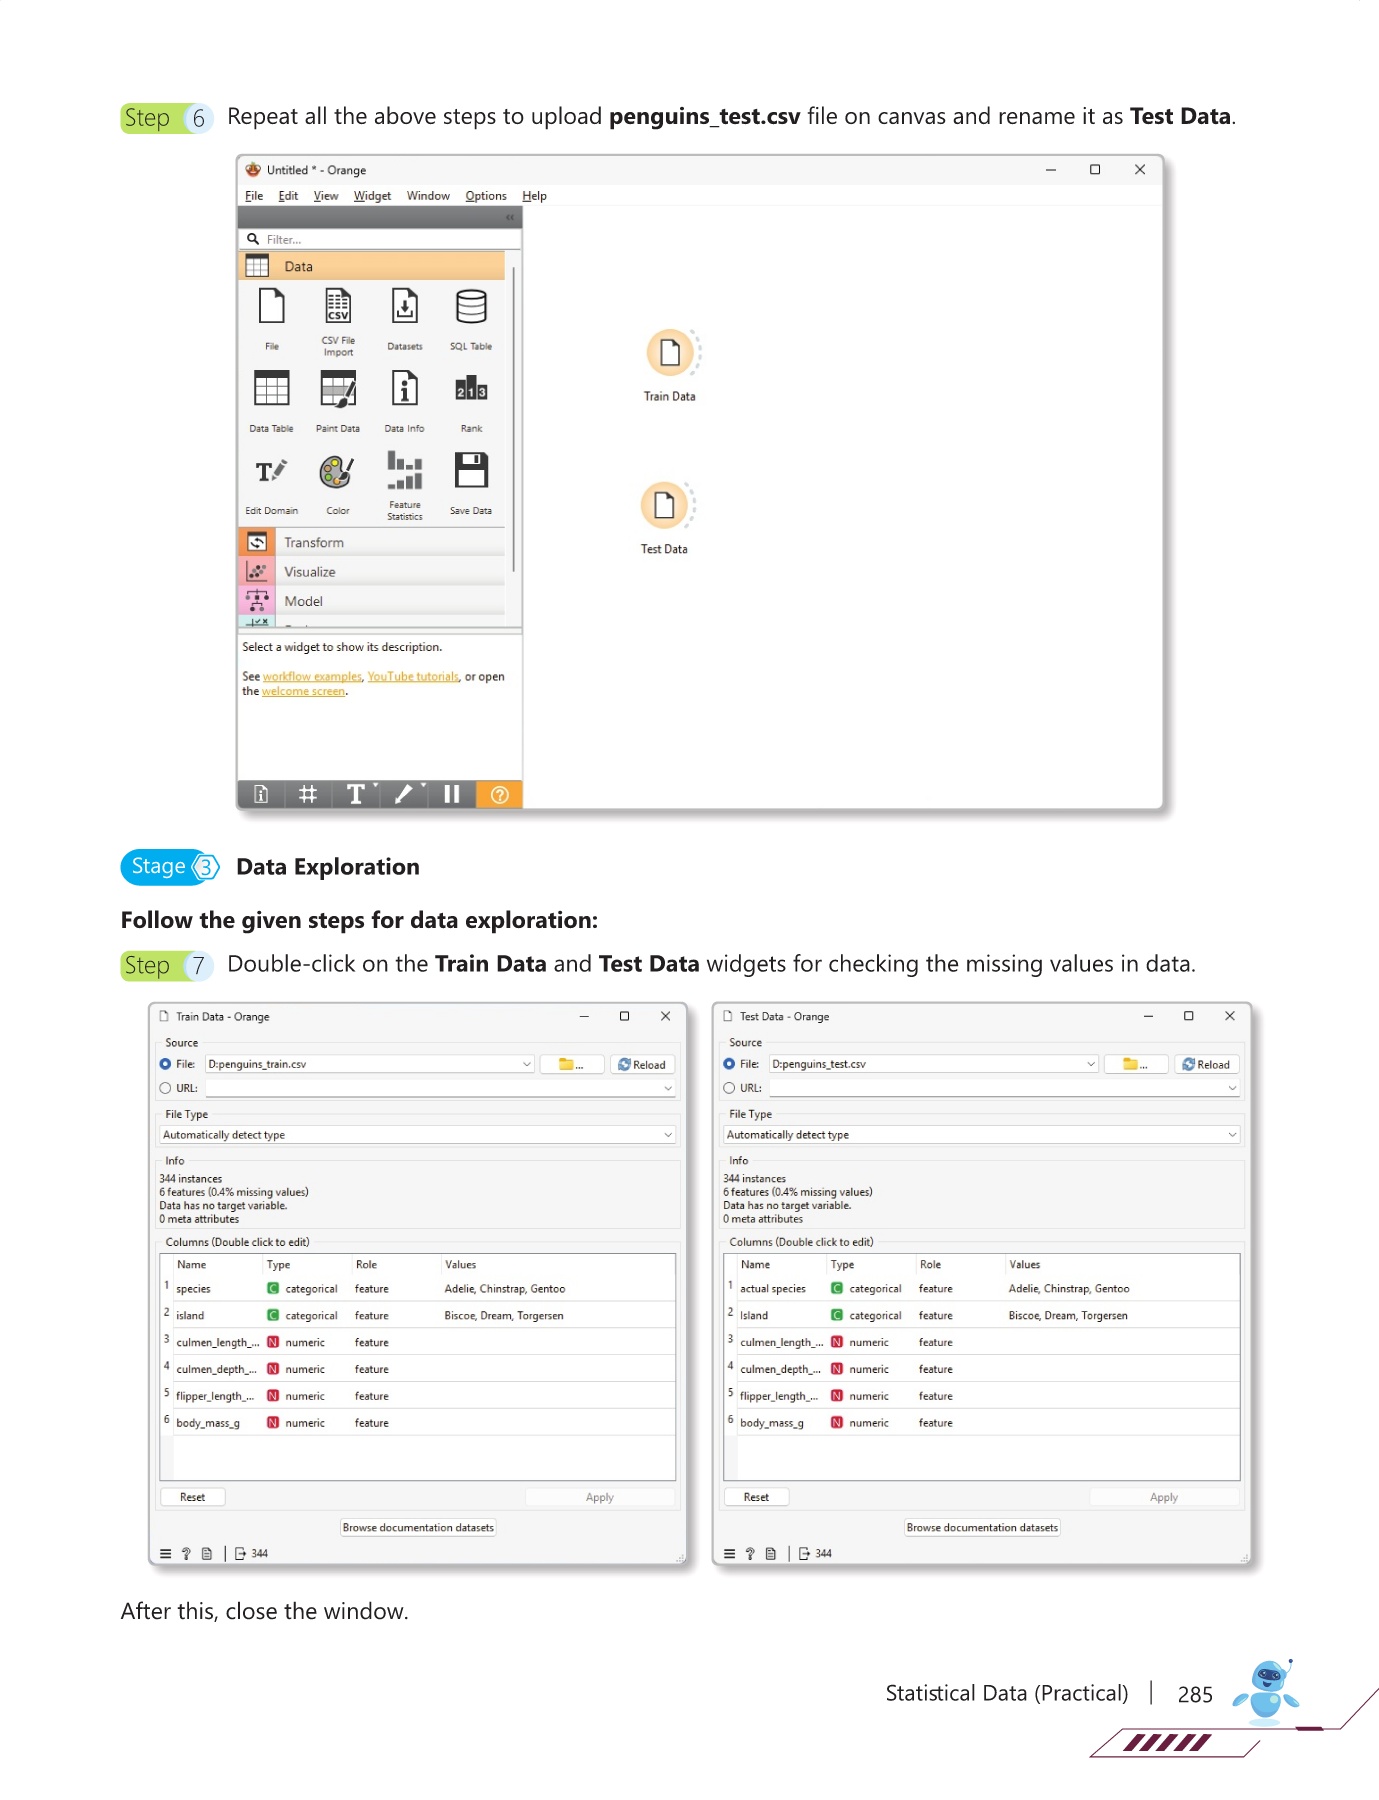 Step 6 Repeat all the above steps to upload penguins_test.csv file on canvas and rename it as Test Data.
Untitled * - Orange
File Edit View Widget Window Options Help
Filter...
Data
File CSV File Import Datasets SQL Table
Data Table Paint Data Data Info Rank
Edit Domain Color Feature Statistics Save Data
Transform
Visualize
Model
Select a widget to show its description.
See workflow examples, YouTube tutorials, or open
the welcome screen.
Train Data
Test Data
Stage 3 Data Exploration
Follow the given steps for data exploration:
Step 7 Double-click on the Train Data and Test Data widgets for checking the missing values in data.
Train Data - Orange
Source
File: D:penguins_train.csv ... Reload
URL:
File Type
Automatically detect type
Info
344 instances
6 features (0.4% missing values)
Data has no target variable.
0 meta attributes
Columns (Double click to edit)
Name Type Role Values
1 species C categorical feature Adelie, Chinstrap, Gentoo
2 island C categorical feature Biscoe, Dream, Torgersen
3 culmen_length_... N numeric feature
4 culmen_depth_... N numeric feature
5 flipper_length_... N numeric feature
6 body_mass_g N numeric feature
Reset Apply
Browse documentation datasets
? 344
Test Data - Orange
Source
File: D:penguins_test.csv ... Reload
URL:
File Type
Automatically detect type
Info
344 instances
6 features (0.4% missing values)
Data has no target variable.
0 meta attributes
Columns (Double click to edit)
Name Type Role Values
1 actual species C categorical feature Adelie, Chinstrap, Gentoo
2 Island C categorical feature Biscoe, Dream, Torgersen
3 culmen_length_... N numeric feature
4 culmen_depth_... N numeric feature
5 flipper_length_... N numeric feature
6 body_mass_g N numeric feature
Reset Apply
Browse documentation datasets
? 344
After this, close the window.
Statistical Data (Practical) | 285